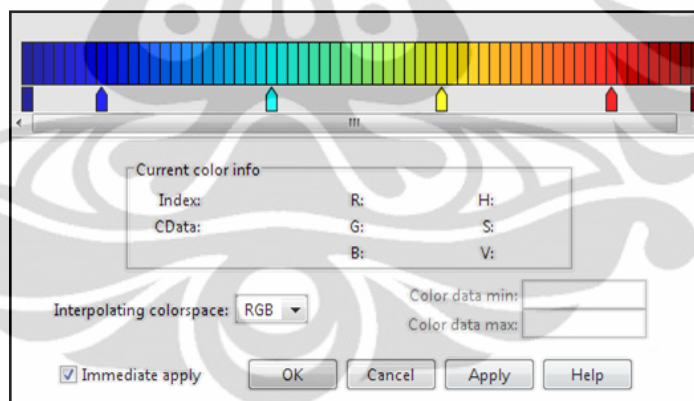 Current color info
Index: R: H:
CData: G: S:
B: V:
Interpolating colorspace: RGB Color data min:
Color data max:
Immediate apply OK Cancel Apply Help